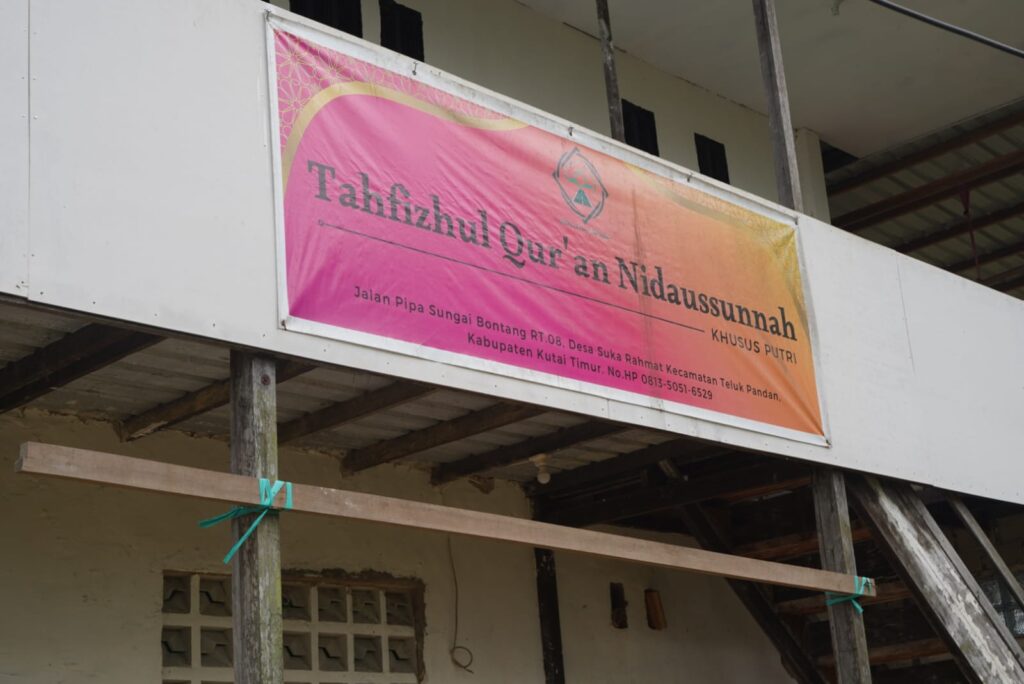 Tahfizhul Qur'an Nidaussunnah
KHUSUS PUTRI
Jalan Pipa Sungai Bontang RT.08. Desa Suka Rahmat Kecamatan Teluk Pandan,
Kabupaten Kutai Timur. No.HP 0813-5051-6529